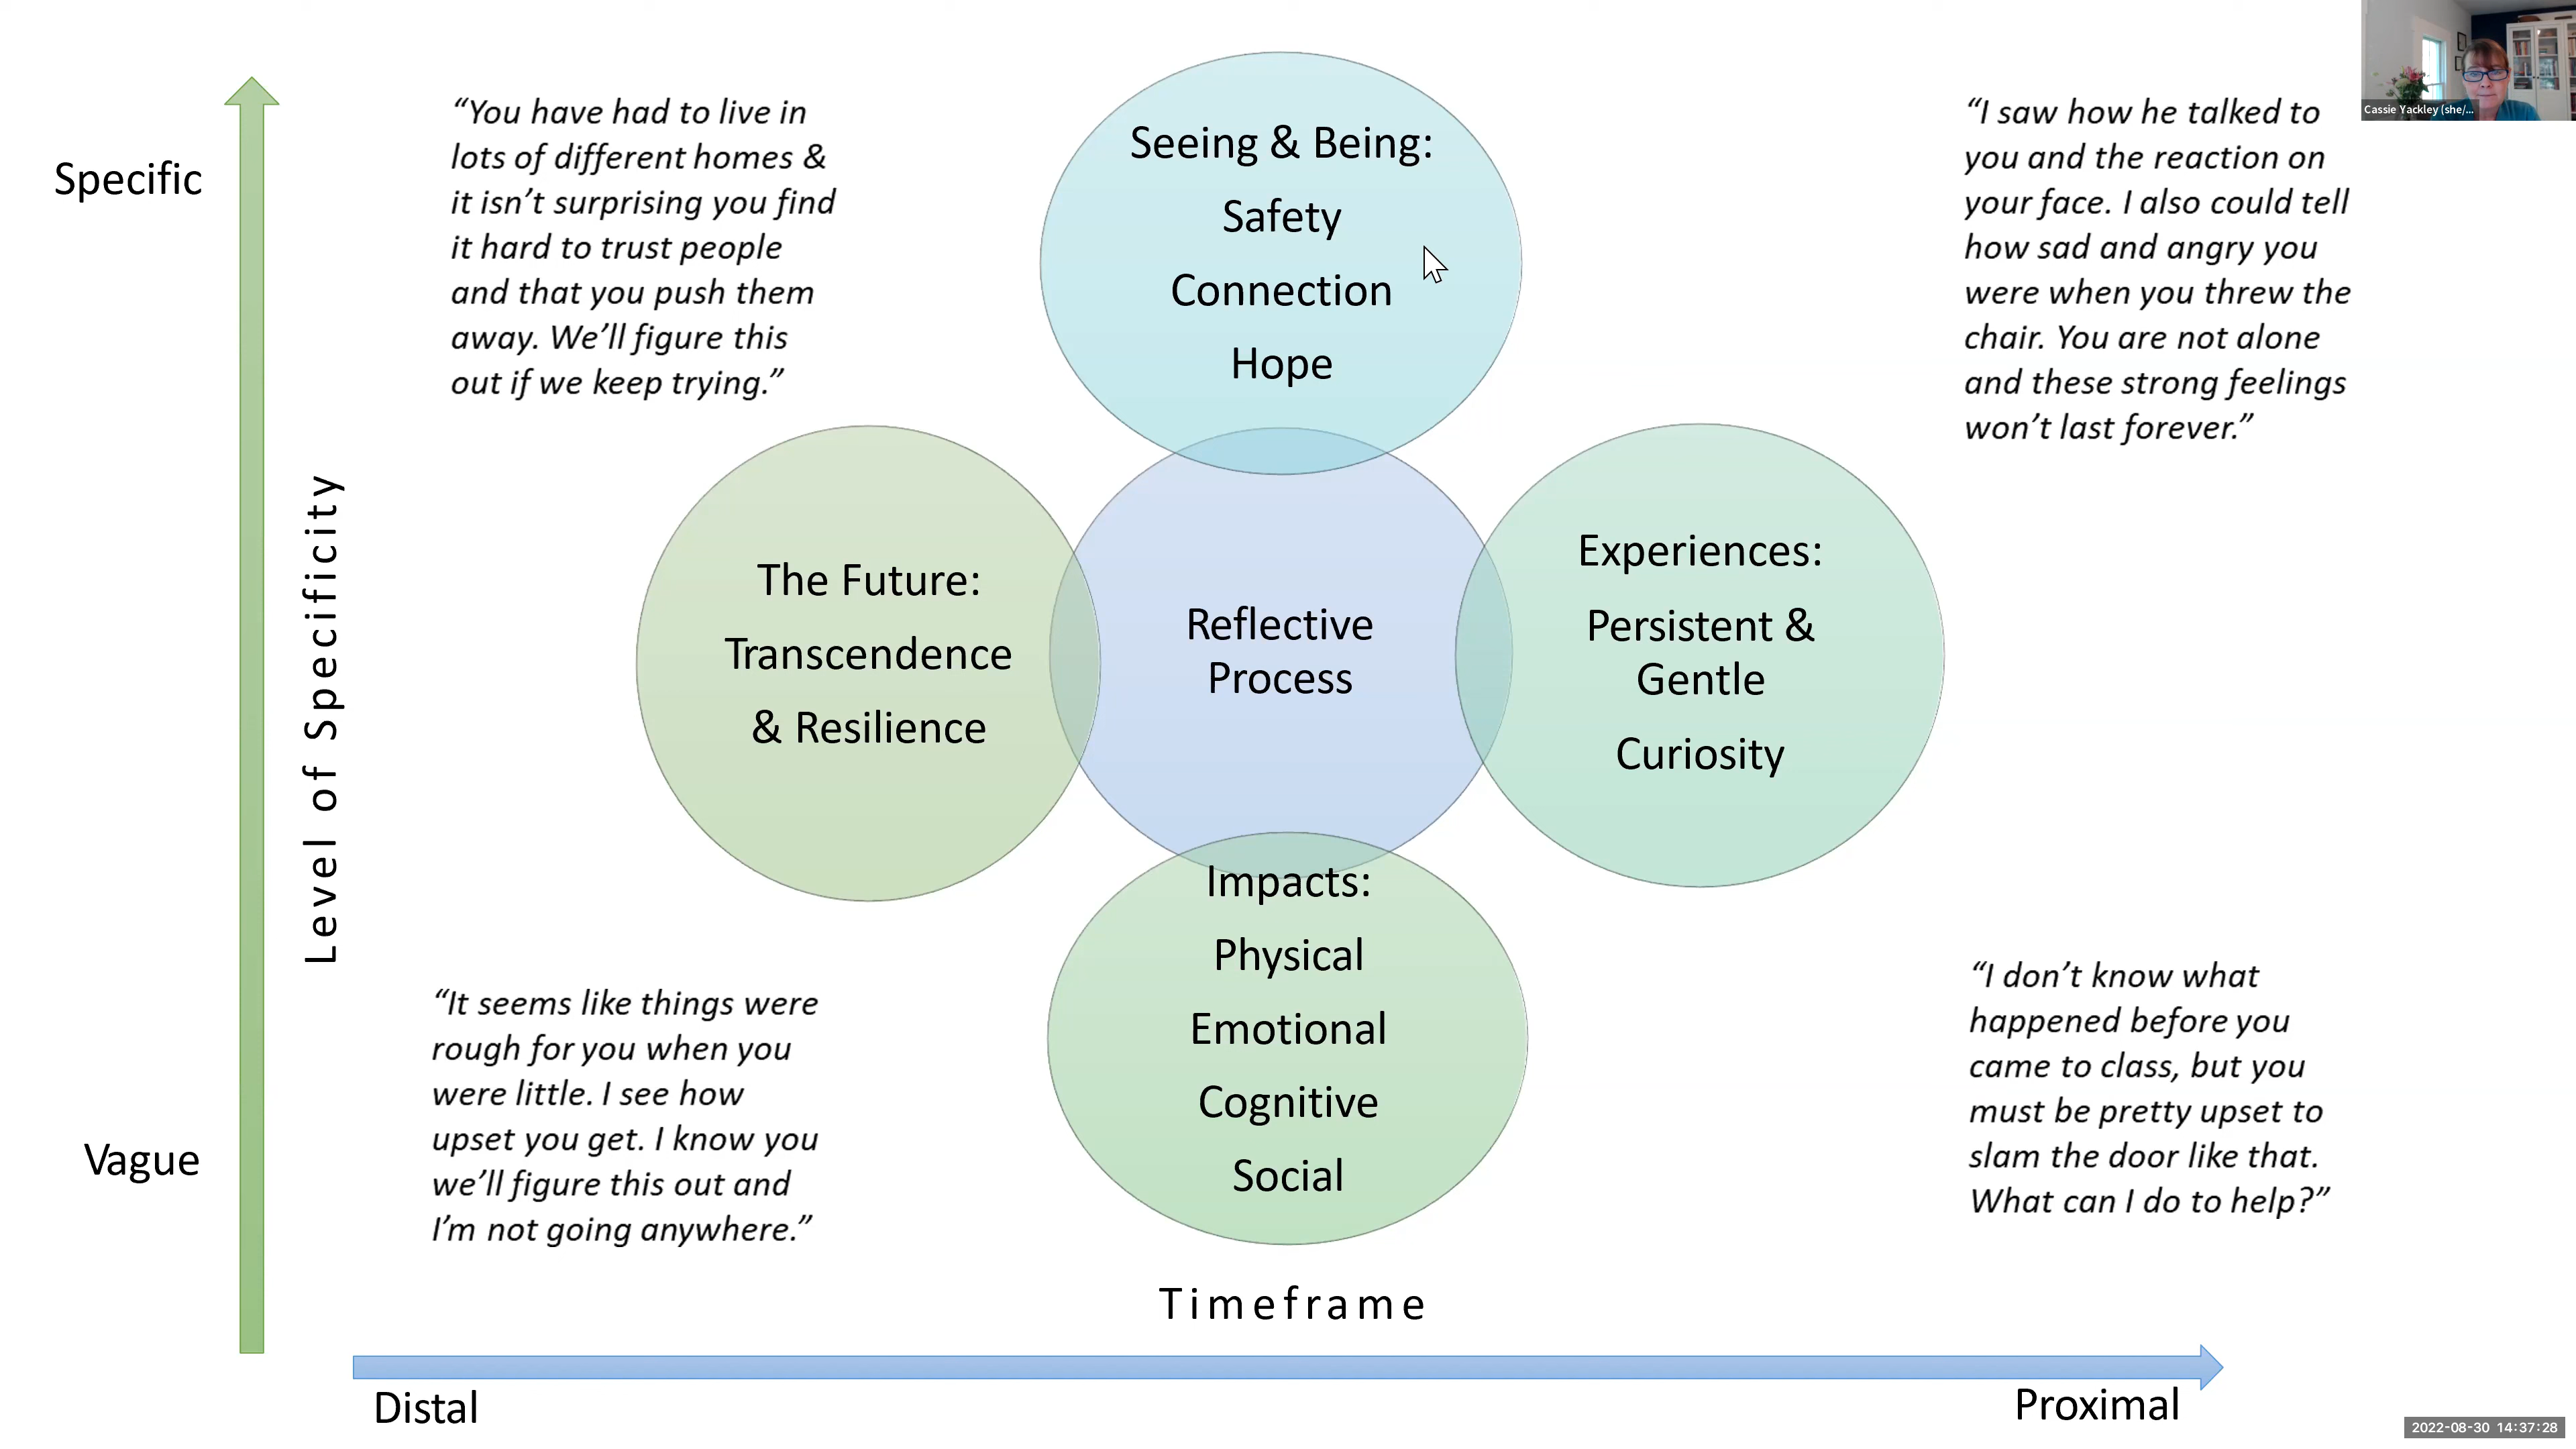 Specific
Level of Specificity
Vague
“You have had to live in
lots of different homes &
it isn’t surprising you find
it hard to trust people
and that you push them
away. We’ll figure this
out if we keep trying.”
Seeing & Being:
Safety
Connection
Hope
“I saw how he talked to
you and the reaction on
your face. I also could tell
how sad and angry you
were when you threw the
chair. You are not alone
and these strong feelings
won’t last forever.”
Cassie Yackley (she/...
The Future:
Transcendence
& Resilience
Reflective
Process
Experiences:
Persistent &
Gentle
Curiosity
“It seems like things were
rough for you when you
were little. I see how
upset you get. I know you
we’ll figure this out and
I’m not going anywhere.”
Impacts:
Physical
Emotional
Cognitive
Social
“I don’t know what
happened before you
came to class, but you
must be pretty upset to
slam the door like that.
What can I do to help?”
Timeframe
Distal
Proximal
2022-08-30 14:37:28